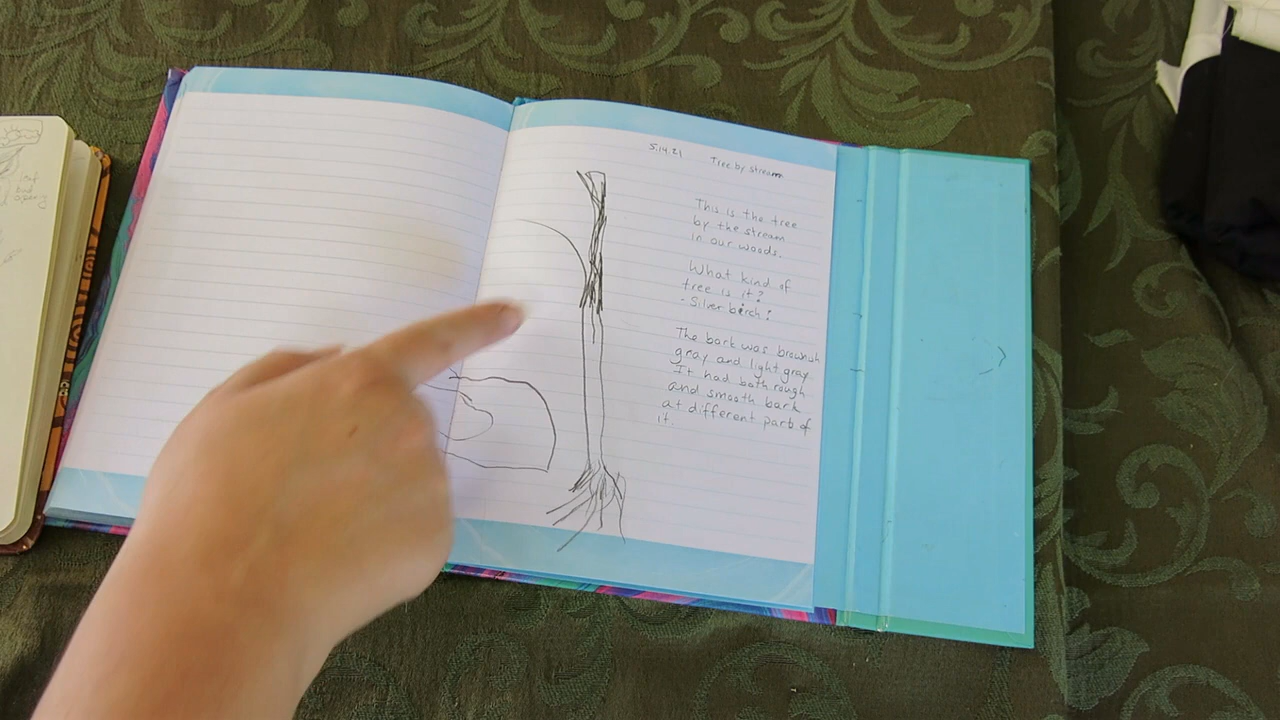 5.14.21 Tree by stream
This is the tree
by the stream
in our woods.
What kind of
tree is it?
- Silver birch!
The bark was brownish
gray and light gray.
It had both rough
and smooth bark
at different parts of
it.